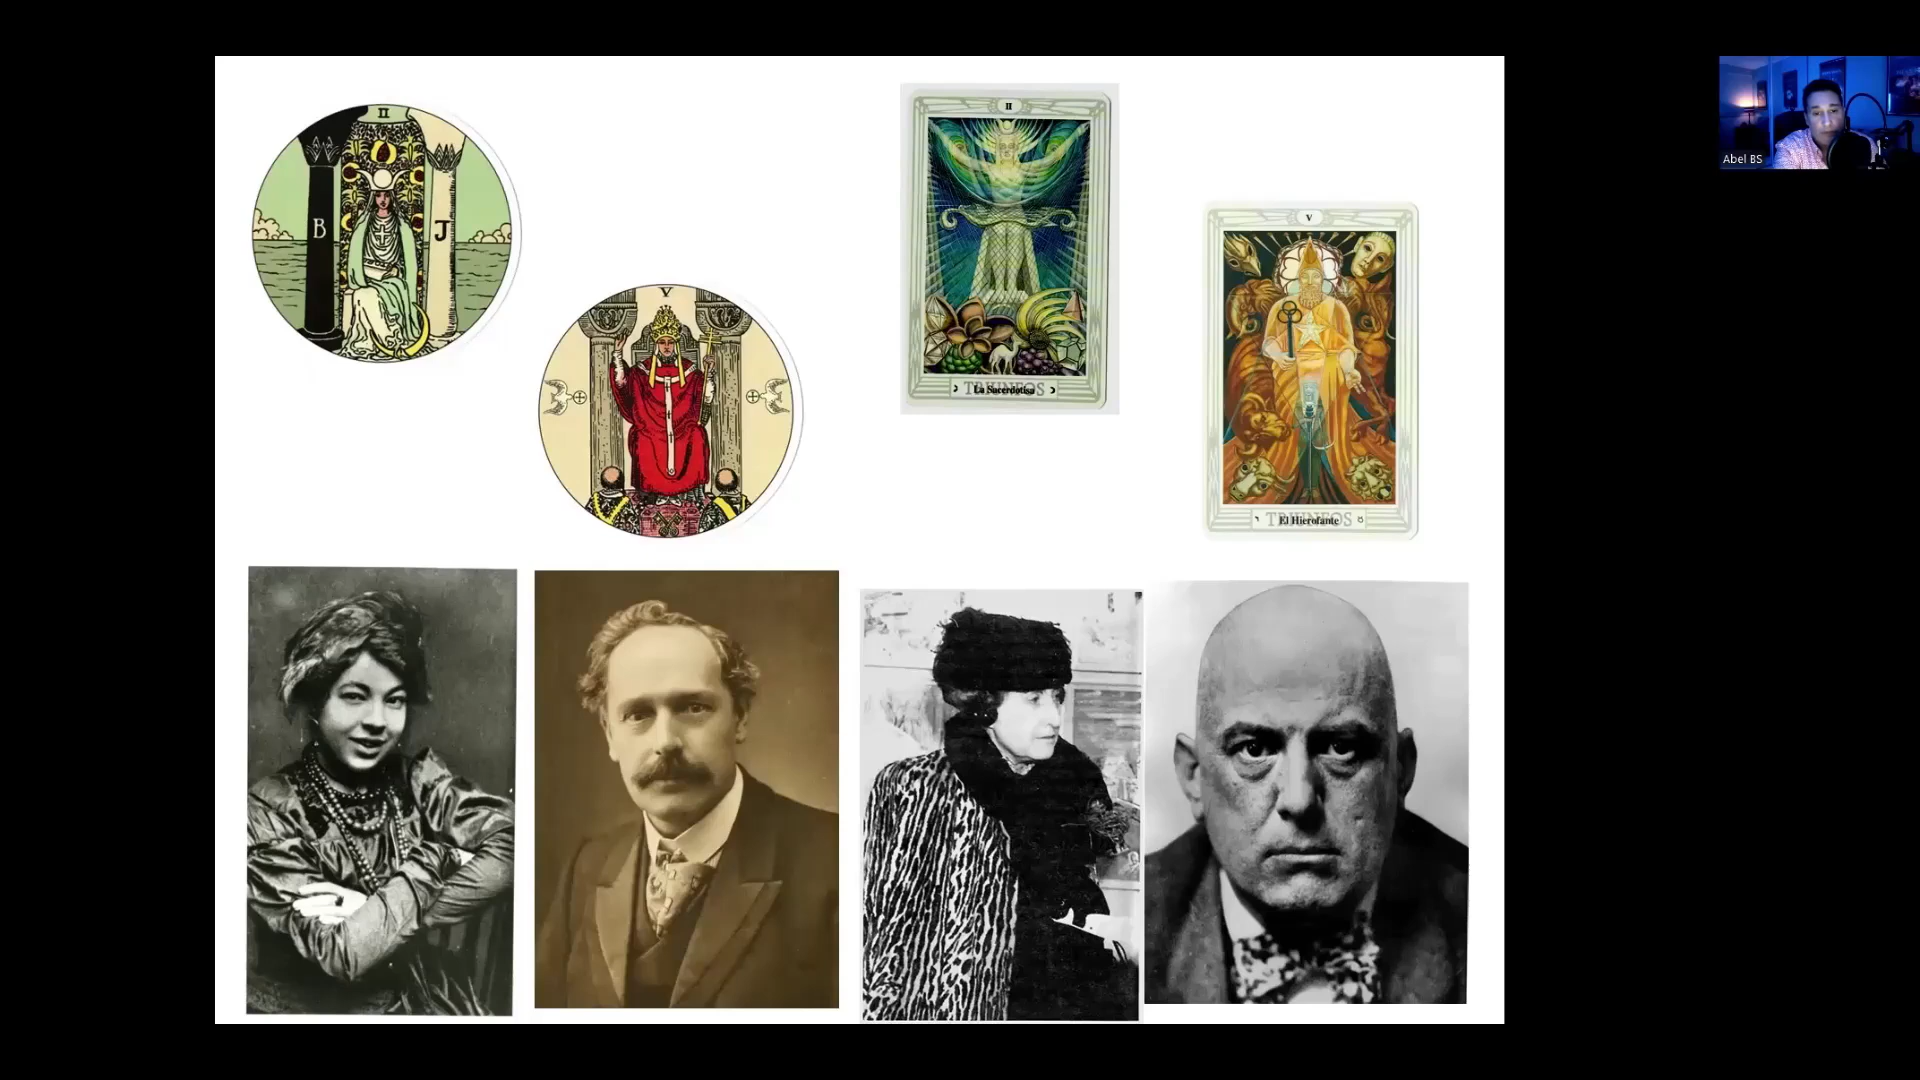 II
B
J
V
II
La Sacerdotisa
V
El Hierofante
Abel BS